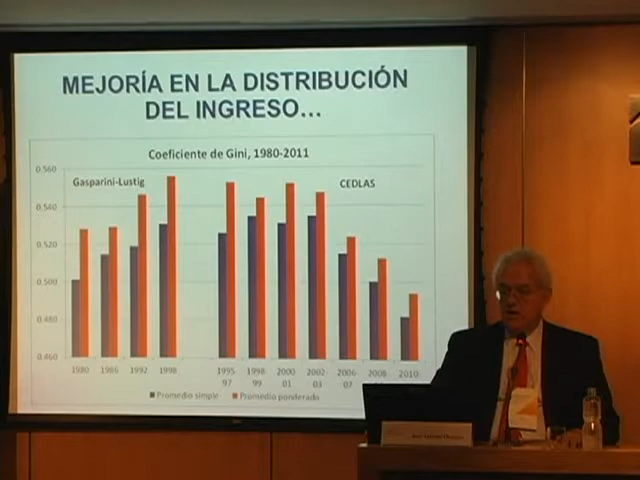 MEJORÍA EN LA DISTRIBUCIÓN
DEL INGRESO...
Coeficiente de Gini, 1980-2011
Gasparini-Lustig
CEDLAS
0.560
0.540
0.520
0.500
0.480
0.460
1980 1986 1992 1998 1995 1998 2000 2002 2006 2008 2010
97 99 01 03 07
Promedio simple Promedio ponderado